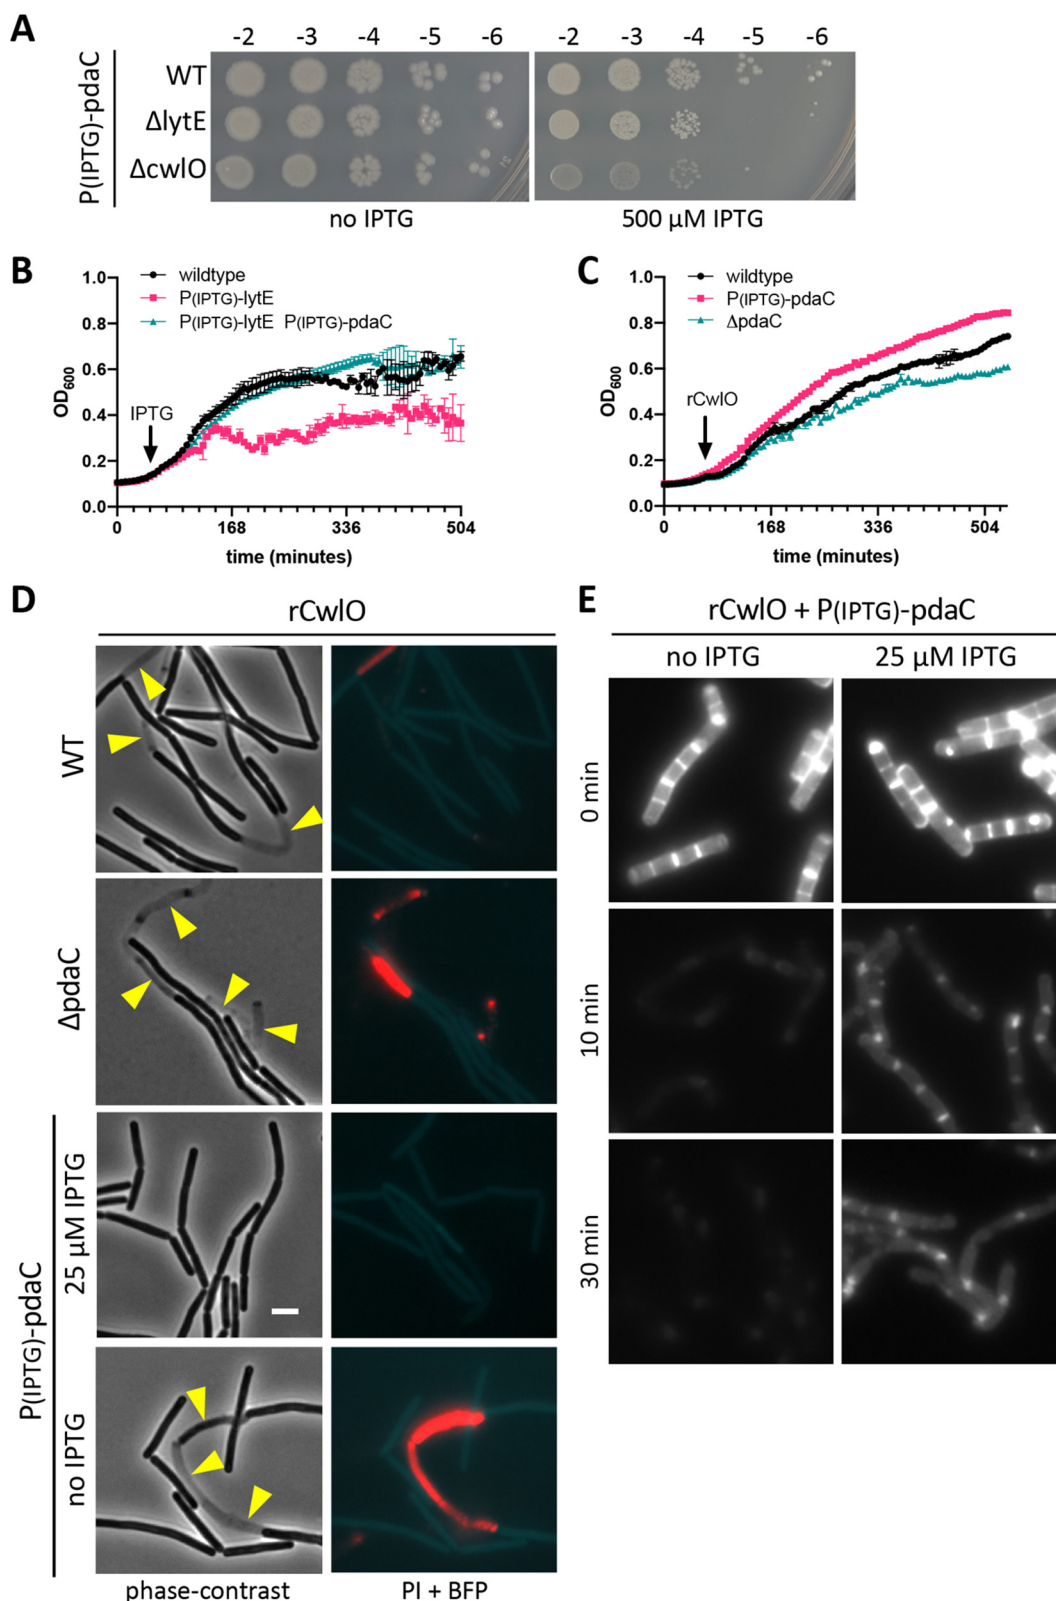 A
-2 -3 -4 -5 -6 -2 -3 -4 -5 -6
P(IPTG)-pdaC
WT
ΔlytE
ΔcwlO
no IPTG 500 µM IPTG
B
wildtype
P(IPTG)-lytE
P(IPTG)-lytE P(IPTG)-pdaC
1.0
0.8
0.6
0.4
0.2
0.0
OD600
IPTG
0 168 336 504
time (minutes)
C
wildtype
P(IPTG)-pdaC
ΔpdaC
1.0
0.8
0.6
0.4
0.2
0.0
OD600
rCwlO
0 168 336 504
time (minutes)
D
rCwlO
WT
ΔpdaC
P(IPTG)-pdaC
25 µM IPTG
no IPTG
phase-contrast PI + BFP
E
rCwlO + P(IPTG)-pdaC
no IPTG 25 µM IPTG
0 min
10 min
30 min